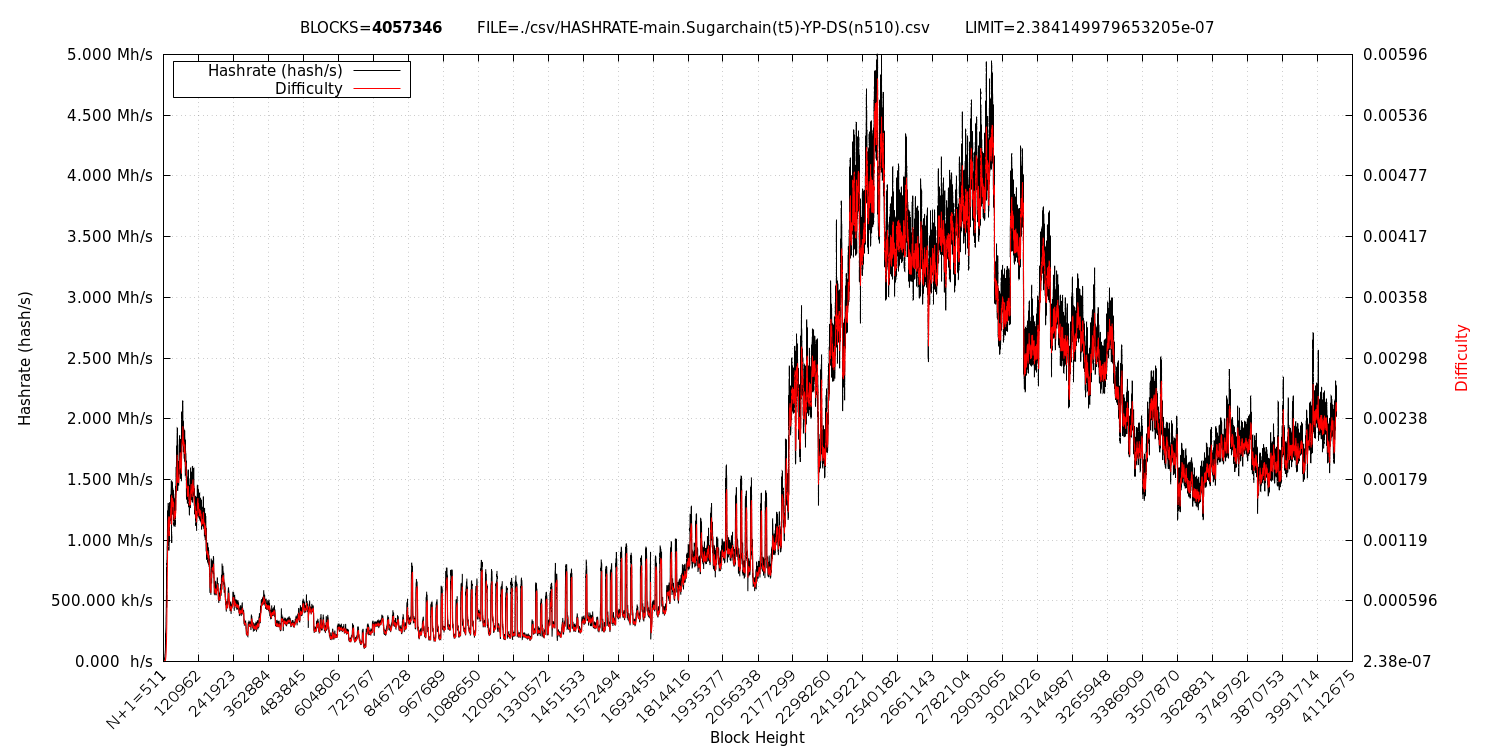 BLOCKS=4057346 FILE=./csv/HASHRATE-main.Sugarchain(t5)-YP-DS(n510).csv LIMIT=2.384149979653205e-07
Hashrate (hash/s)
Difficulty
5.000 Mh/s
4.500 Mh/s
4.000 Mh/s
3.500 Mh/s
3.000 Mh/s
2.500 Mh/s
2.000 Mh/s
1.500 Mh/s
1.000 Mh/s
500.000 kh/s
0.000 h/s
Hashrate (hash/s)
0.00596
0.00536
0.00477
0.00417
0.00358
0.00298
0.00238
0.00179
0.00119
0.000596
2.38e-07
Difficulty
N+1=511
120962
241923
362884
483845
604806
725767
846728
967689
1088650
1209611
1330572
1451533
1572494
1693455
1814416
1935377
2056338
2177299
2298260
2419221
2540182
2661143
2782104
2903065
3024026
3144987
3265948
3386909
3507870
3628831
3749792
3870753
3991714
4112675
Block Height